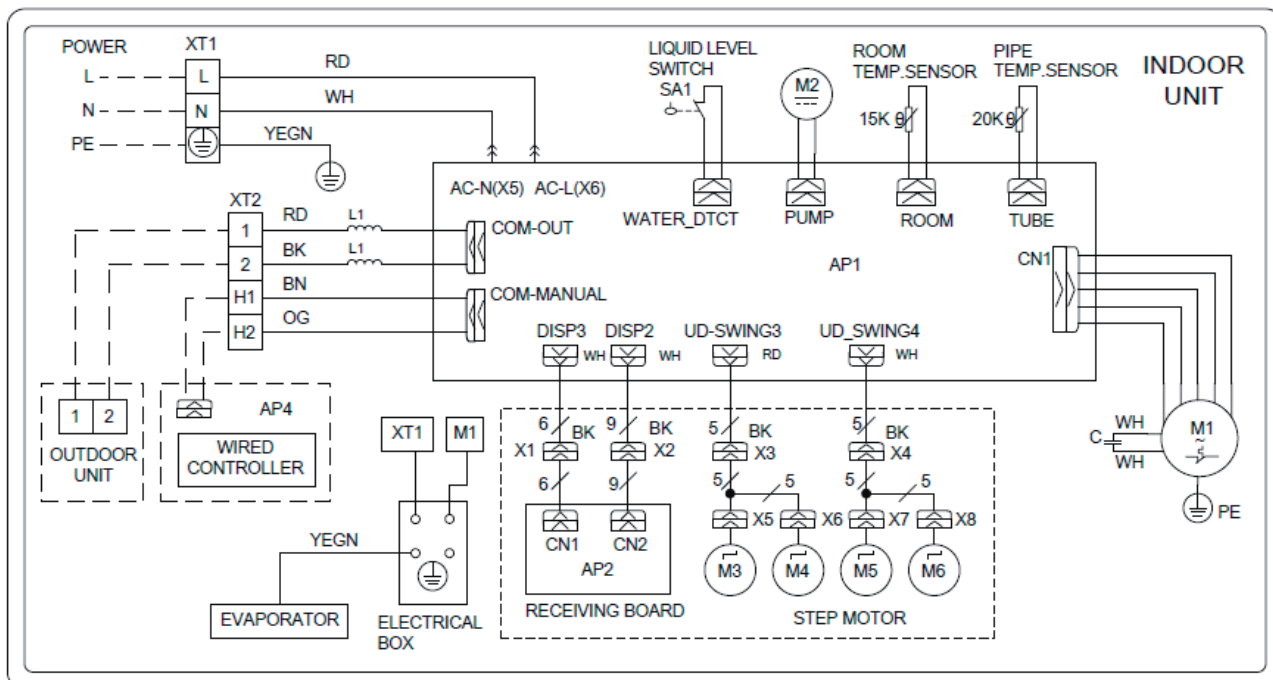 POWER
XT1
L
L
RD
N
N
WH
PE
YEGN
LIQUID LEVEL
SWITCH
SA1
M2
ROOM
TEMP.SENSOR
15K θ
PIPE
TEMP.SENSOR
20K θ
INDOOR
UNIT
AC-N(X5)
AC-L(X6)
WATER_DTCT
PUMP
ROOM
TUBE
XT2
1
RD
L1
COM-OUT
2
BK
L1
H1
BN
COM-MANUAL
H2
OG
AP1
CN1
DISP3
WH
DISP2
WH
UD-SWING3
RD
UD_SWING4
WH
1
2
OUTDOOR
UNIT
AP4
WIRED
CONTROLLER
XT1
M1
YEGN
EVAPORATOR
ELECTRICAL
BOX
6
BK
9
BK
5
BK
5
BK
X1
X2
X3
X4
6
9
5
5
5
5
X5
X6
X7
X8
CN1
CN2
AP2
M3
M4
M5
M6
RECEIVING BOARD
STEP MOTOR
WH
C
WH
M1
~
PE